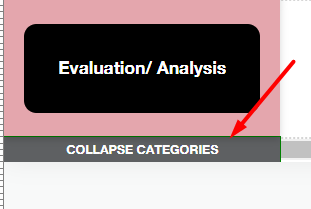 Evaluation/ Analysis
COLLAPSE CATEGORIES